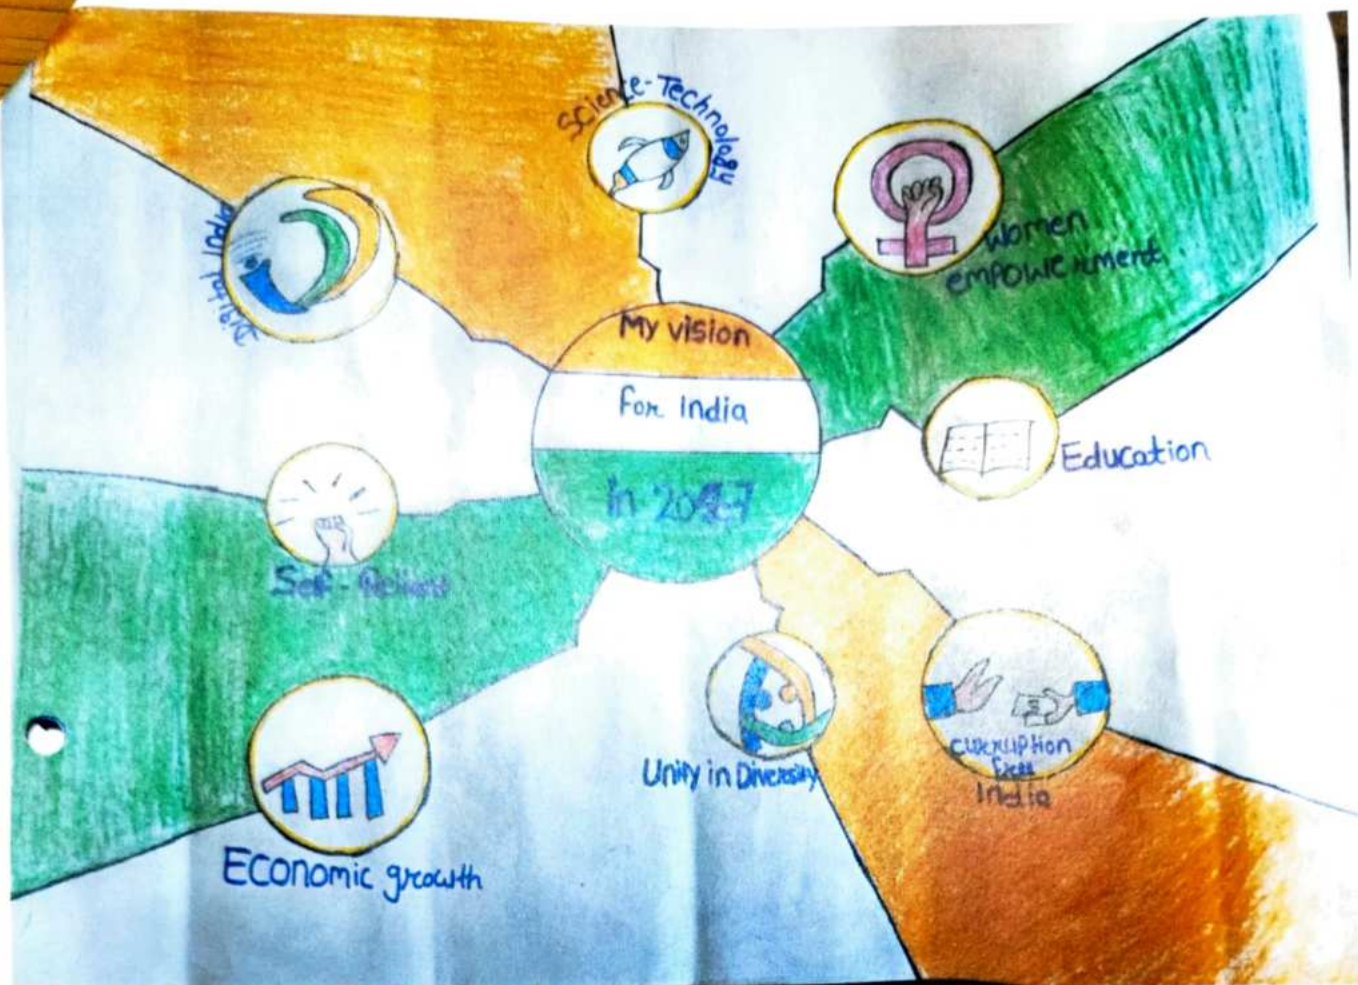 Science-Technology
Women
empowerment
Digital India
My vision
for India
in 2047
Education
Self-Reliant
Unity in Diversity
curruption
free
India
Economic growth